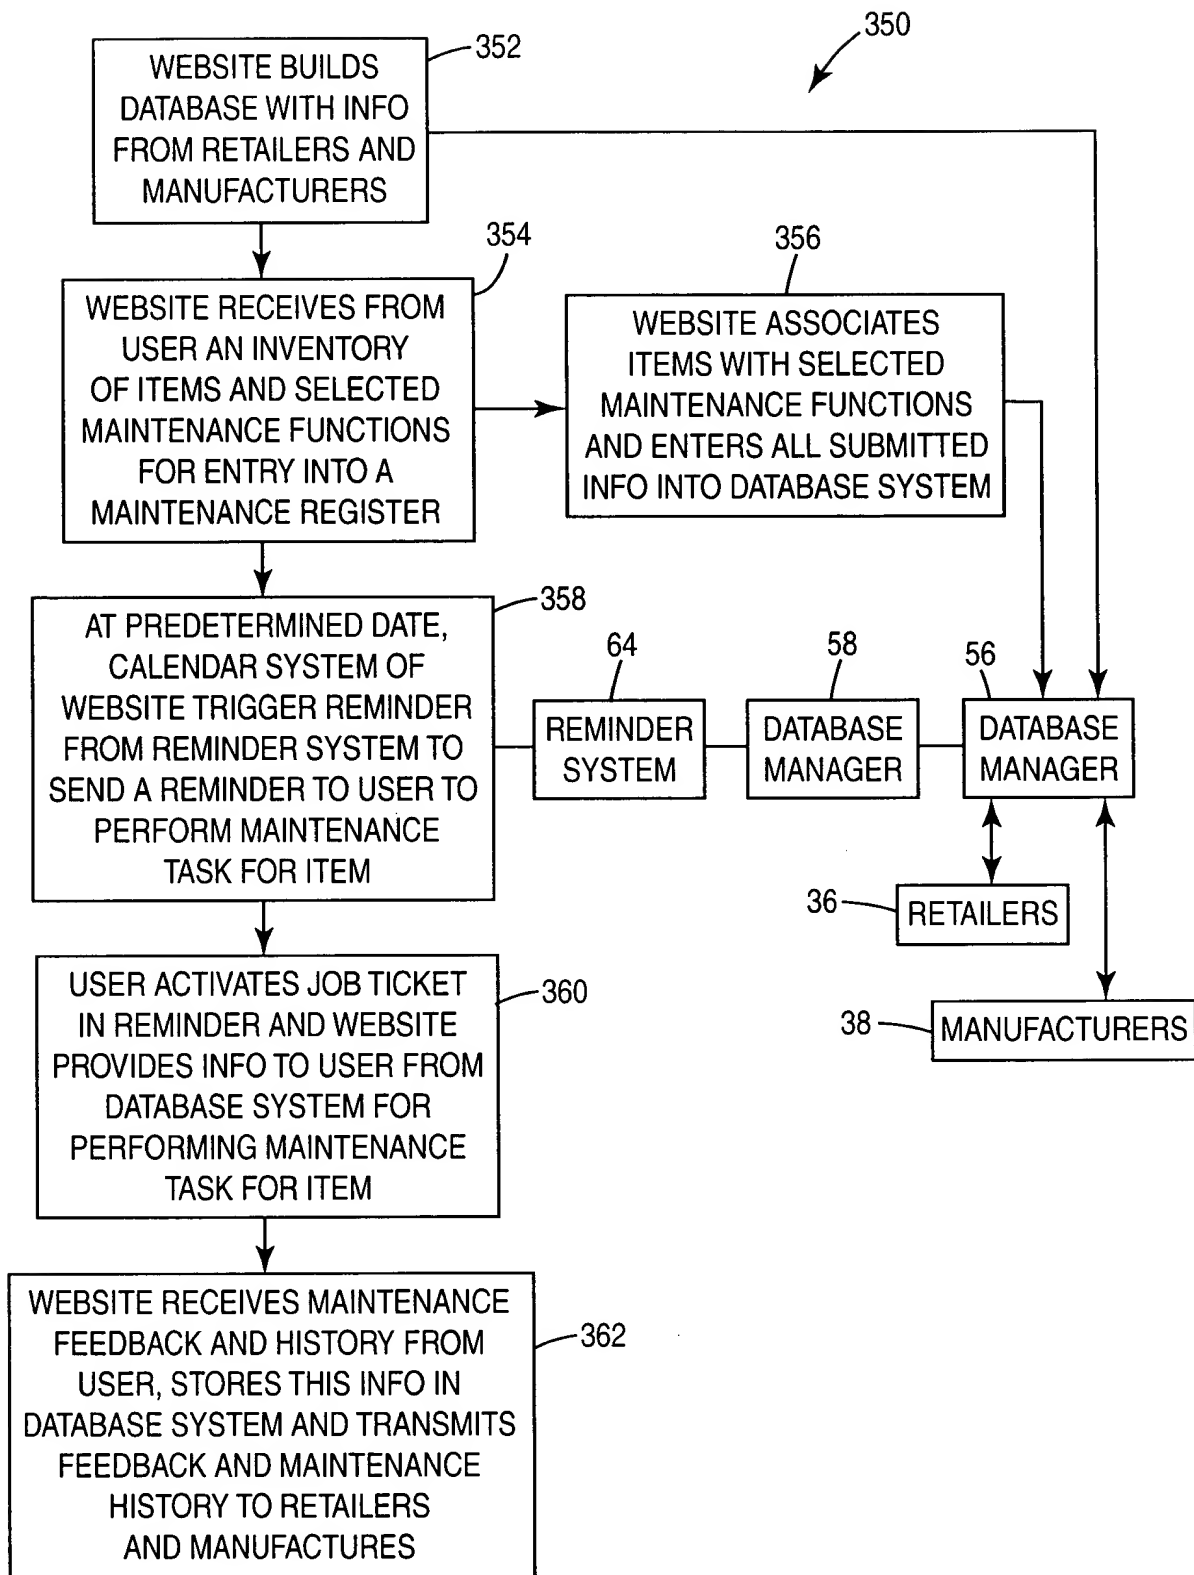 350
352
WEBSITE BUILDS
DATABASE WITH INFO
FROM RETAILERS AND
MANUFACTURERS
354
WEBSITE RECEIVES FROM
USER AN INVENTORY
OF ITEMS AND SELECTED
MAINTENANCE FUNCTIONS
FOR ENTRY INTO A
MAINTENANCE REGISTER
356
WEBSITE ASSOCIATES
ITEMS WITH SELECTED
MAINTENANCE FUNCTIONS
AND ENTERS ALL SUBMITTED
INFO INTO DATABASE SYSTEM
358
AT PREDETERMINED DATE,
CALENDAR SYSTEM OF
WEBSITE TRIGGER REMINDER
FROM REMINDER SYSTEM TO
SEND A REMINDER TO USER TO
PERFORM MAINTENANCE
TASK FOR ITEM
64
REMINDER
SYSTEM
58
DATABASE
MANAGER
56
DATABASE
MANAGER
36
RETAILERS
38
MANUFACTURERS
360
USER ACTIVATES JOB TICKET
IN REMINDER AND WEBSITE
PROVIDES INFO TO USER FROM
DATABASE SYSTEM FOR
PERFORMING MAINTENANCE
TASK FOR ITEM
362
WEBSITE RECEIVES MAINTENANCE
FEEDBACK AND HISTORY FROM
USER, STORES THIS INFO IN
DATABASE SYSTEM AND TRANSMITS
FEEDBACK AND MAINTENANCE
HISTORY TO RETAILERS
AND MANUFACTURES